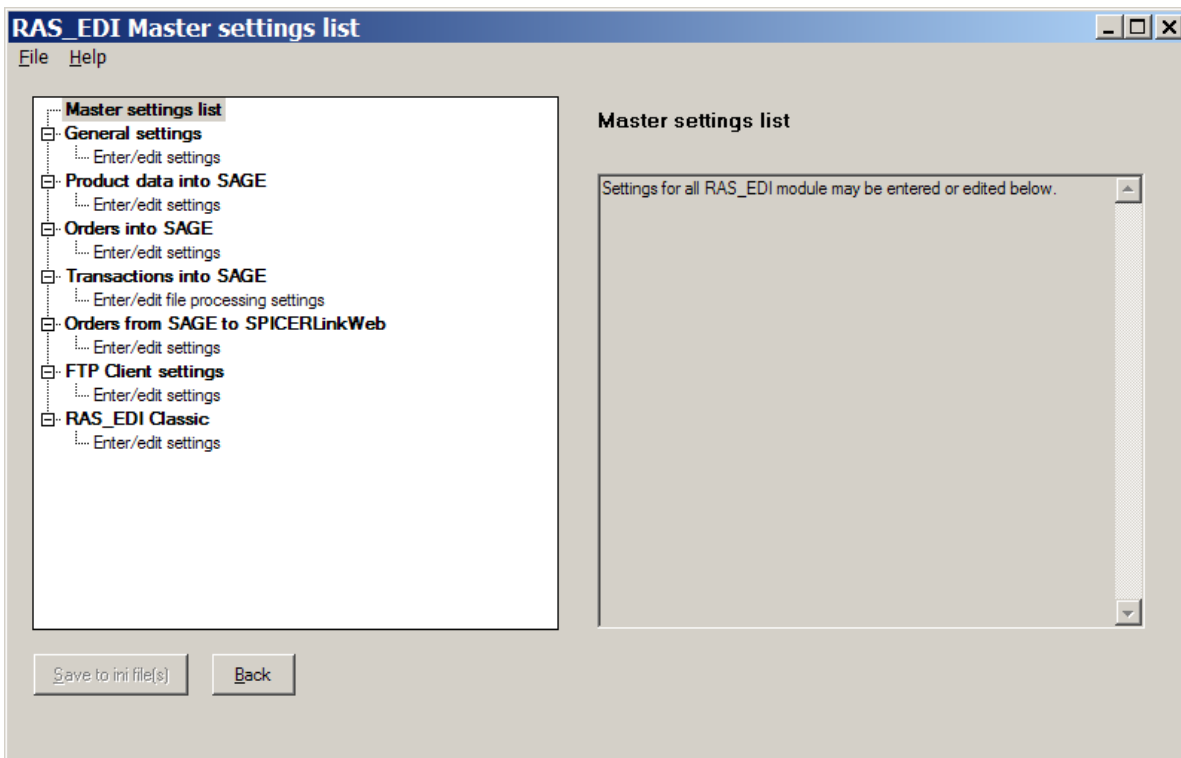 RAS_EDI Master settings list
File Help
Master settings list
General settings
Enter/edit settings
Product data into SAGE
Enter/edit settings
Orders into SAGE
Enter/edit settings
Transactions into SAGE
Enter/edit file processing settings
Orders from SAGE to SPICERLinkWeb
Enter/edit settings
FTP Client settings
Enter/edit settings
RAS_EDI Classic
Enter/edit settings
Master settings list
Settings for all RAS_EDI module may be entered or edited below.
Save to ini file(s) Back